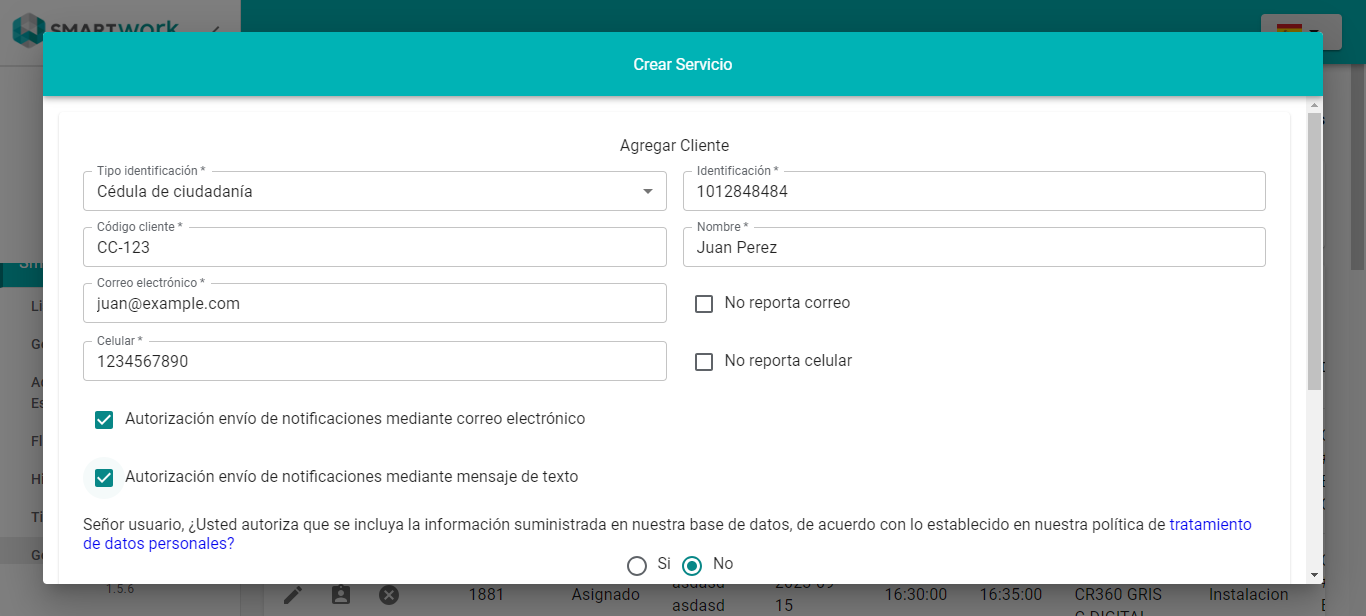 SMARTWork
Crear Servicio
Agregar Cliente
Tipo identificación *
Cédula de ciudadanía
Identificación *
1012848484
Código cliente *
CC-123
Nombre *
Juan Perez
Correo electrónico *
juan@example.com
No reporta correo
Celular *
1234567890
No reporta celular
Autorización envío de notificaciones mediante correo electrónico
Autorización envío de notificaciones mediante mensaje de texto
Señor usuario, ¿Usted autoriza que se incluya la información suministrada en nuestra base de datos, de acuerdo con lo establecido en nuestra política de tratamiento
de datos personales?
Si
No
1.5.6
1881
Asignado
asdasd
asdasd
15
16:30:00
16:35:00
CR360 GRIS
Instalacion